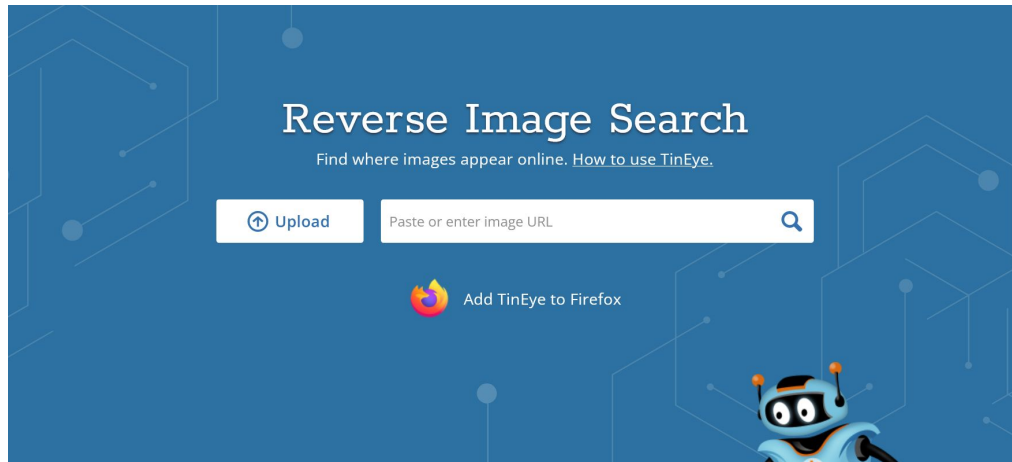 Reverse Image Search
Find where images appear online. How to use TinEye.
Upload
Paste or enter image URL
Add TinEye to Firefox